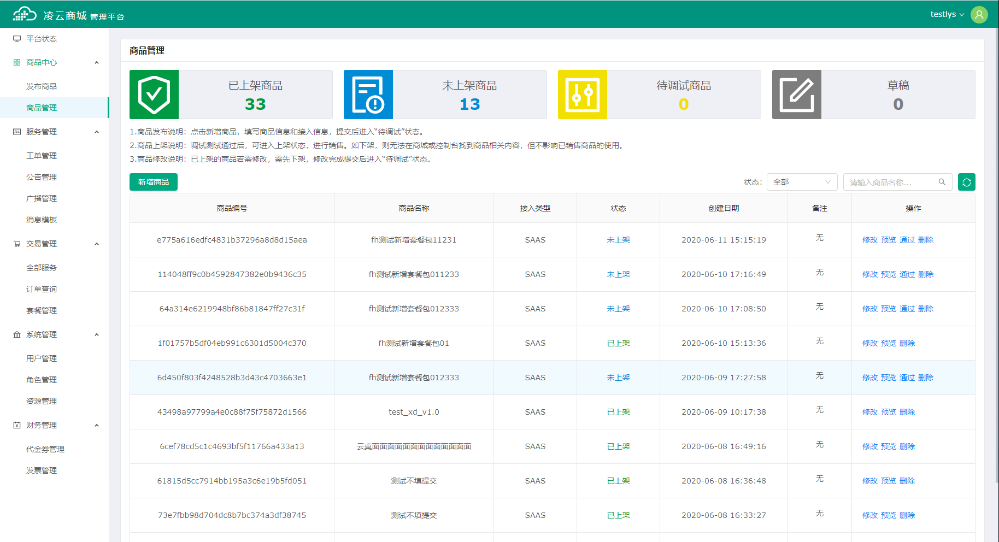 凌云商城 管理平台
testlys
平台状态
商品中心
发布商品
商品管理
服务管理
工单管理
公告管理
广播管理
消息模板
交易管理
全部服务
订单查询
套餐管理
系统管理
用户管理
角色管理
资源管理
财务管理
代金券管理
发票管理
商品管理
已上架商品
33
未上架商品
13
待调试商品
0
草稿
0
1.商品发布说明：点击新增商品，填写商品信息和接入信息，提交后进入“待调试”状态。
2.商品上架说明：调试测试通过后，可进入上架状态，进行销售。如下架，则无法在商城或控制台找到商品相关内容，但不影响已销售商品的使用。
3.商品修改说明：已上架的商品若需修改，需先下架，修改完成提交后进入“待调试”状态。
新增商品 状态： 全部 请输入商品名称...
商品编号 商品名称 接入类型 状态 创建日期 备注 操作
e775a616edfc4831b37296a8d8d15aea fh测试新增套餐包11231 SAAS 未上架 2020-06-11 15:15:19 无 修改 预览 通过 删除
114048ff9c0b4592847382e0b9436c35 fh测试新增套餐包011233 SAAS 未上架 2020-06-10 17:16:49 无 修改 预览 通过 删除
64a314e6219948bf86b81847ff27c31f fh测试新增套餐包012333 SAAS 未上架 2020-06-10 17:08:50 无 修改 预览 通过 删除
1f01757b5df04eb991c6301d5004c370 fh测试新增套餐包01 SAAS 已上架 2020-06-10 15:13:36 无 修改 预览 删除
6d450f803f4248528b3d43c4703663e1 fh测试新增套餐包012333 SAAS 未上架 2020-06-09 17:27:58 无 修改 预览 通过 删除
43498a97799a4e0c88f75f75872d1566 test_xd_v1.0 SAAS 已上架 2020-06-09 10:17:38 无 修改 预览 删除
6cef78cd5c1c4693bf5f11766a433a13 云桌面面面面面面面面面面面面面 SAAS 已上架 2020-06-08 16:49:16 无 修改 预览 删除
61815d5cc7914bb195a3c6e19b5fd051 测试不填提交 SAAS 已上架 2020-06-08 16:36:48 无 修改 预览 删除
73e7fbb98d704dc8b7bc374a3df38745 测试不填提交 SAAS 已上架 2020-06-08 16:33:27 无 修改 预览 删除